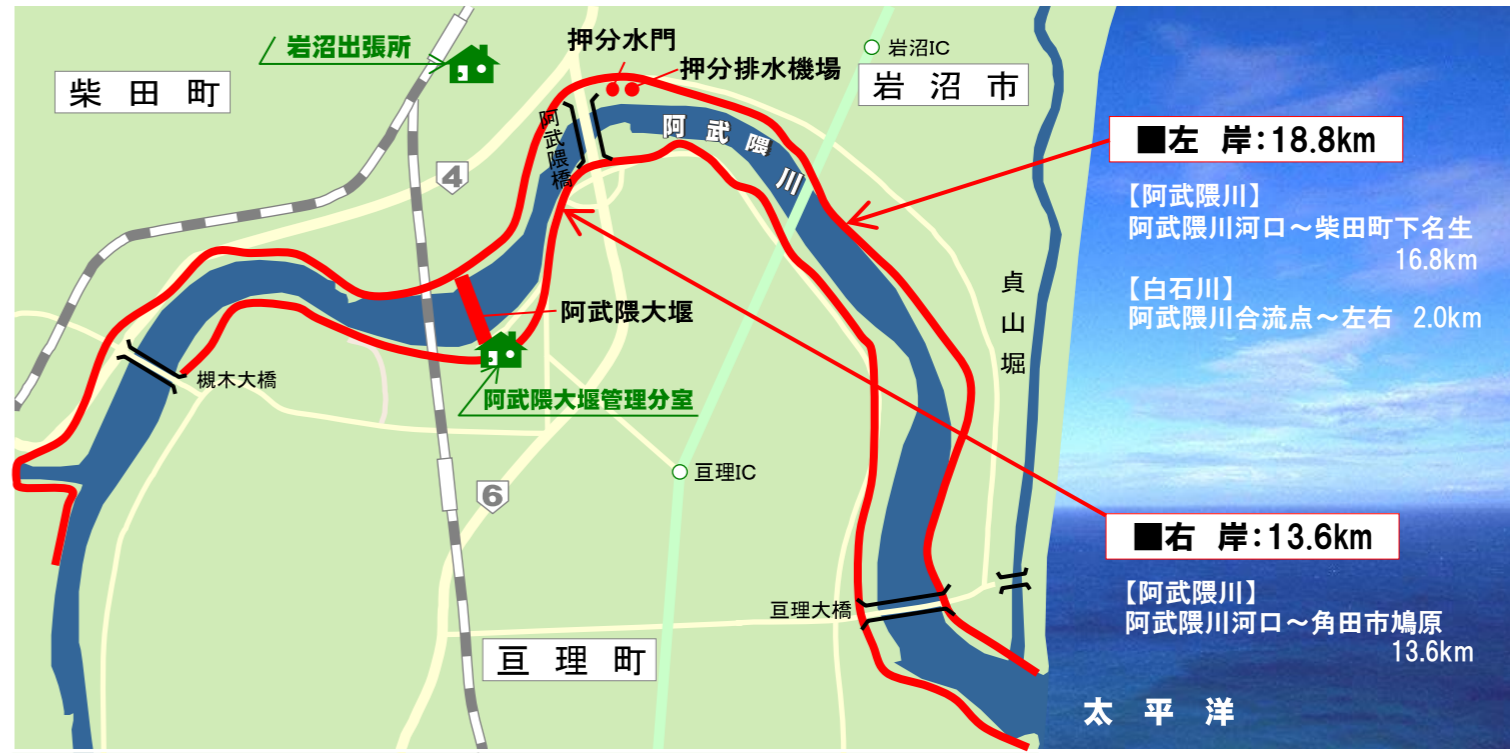 岩沼出張所
柴田町
押分水門
押分排水機場
岩沼IC
岩沼市
阿武隈橋
阿武隈川
4
■左 岸:18.8km
【阿武隈川】
阿武隈川河口~柴田町下名生
16.8km
【白石川】
阿武隈川合流点~左右 2.0km
貞山堀
阿武隈大堰
槻木大橋
阿武隈大堰管理分室
亘理IC
6
■右 岸:13.6km
【阿武隈川】
阿武隈川河口~角田市鳩原
13.6km
亘理大橋
亘理町
太平洋